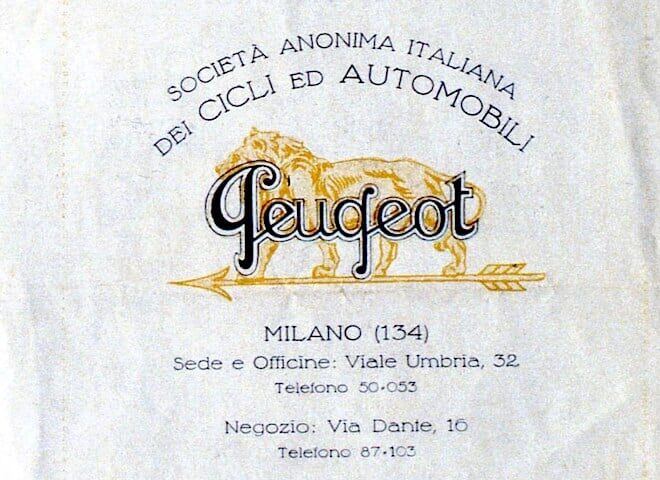 SOCIETÀ ANONIMA ITALIANA
DEI CICLI ED AUTOMOBILI
Peugeot
MILANO (134)
Sede e Officine: Viale Umbria, 32
Telefono 50-053
Negozio: Via Dante, 16
Telefono 87-103